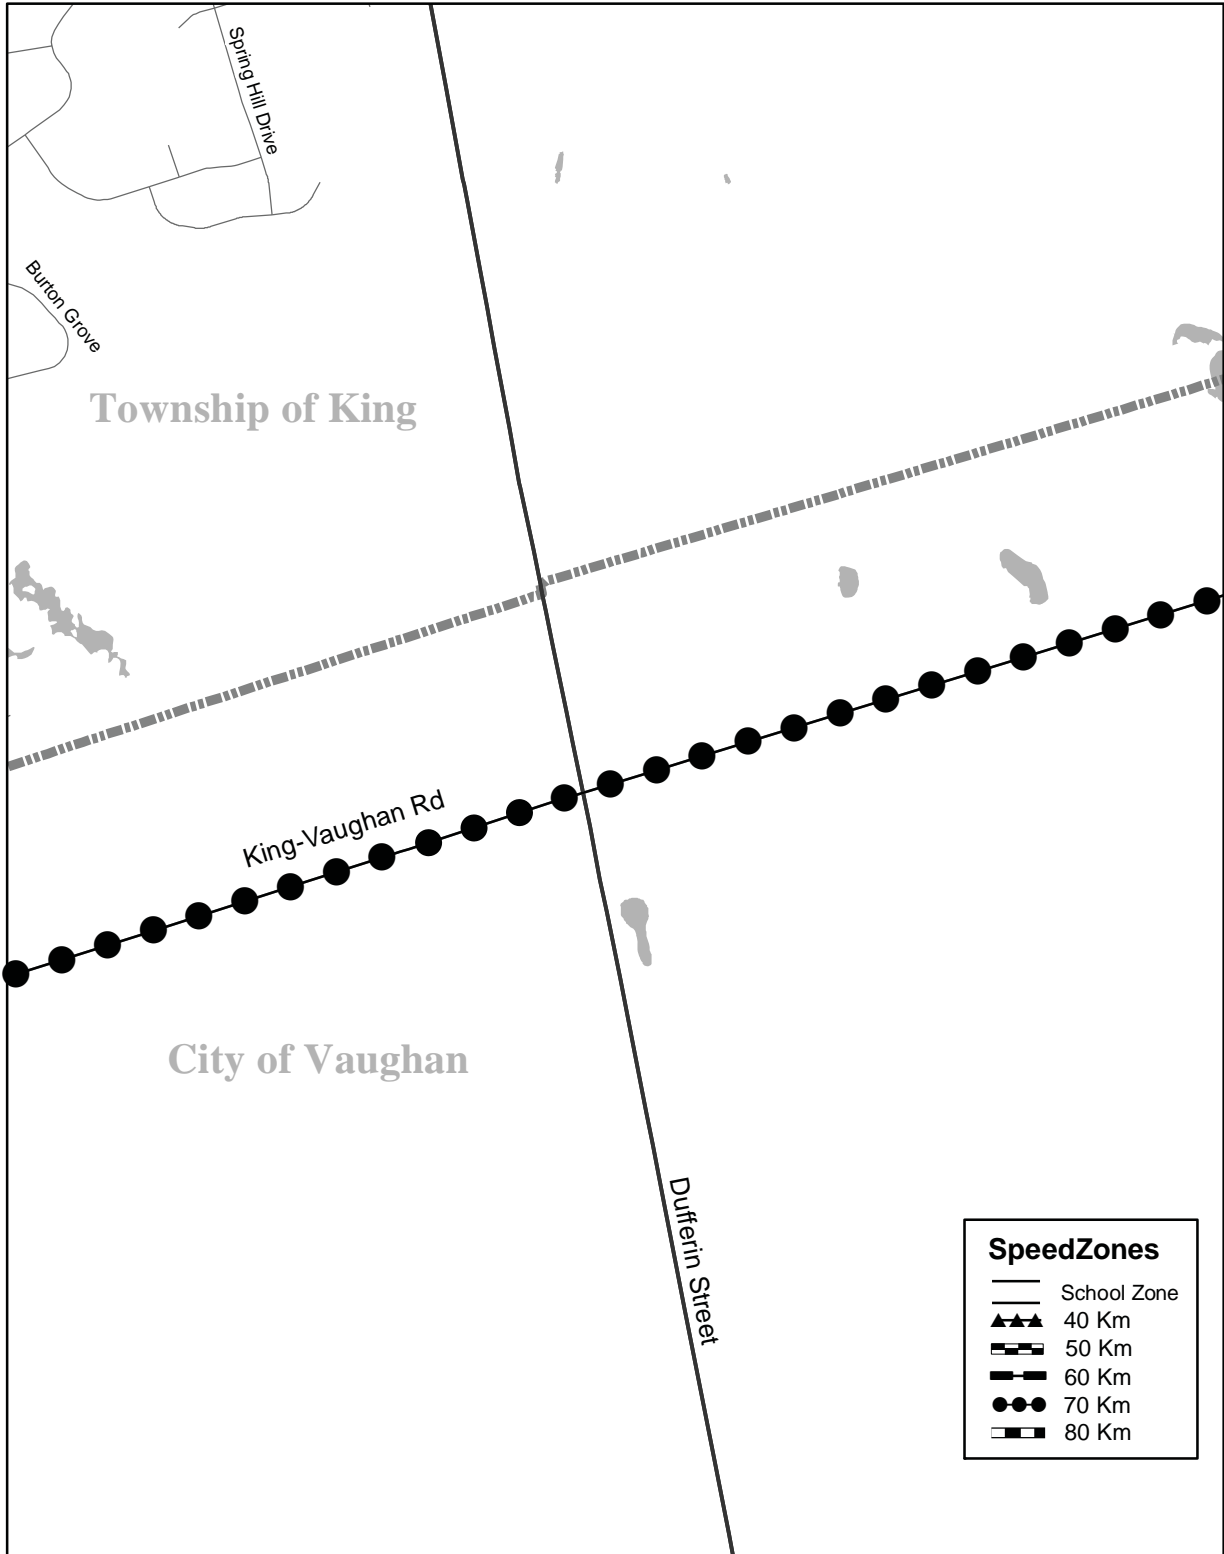 Spring Hill Drive
Burton Grove
Township of King
King-Vaughan Rd
City of Vaughan
Dufferin Street
SpeedZones
School Zone
40 Km
50 Km
60 Km
70 Km
80 Km